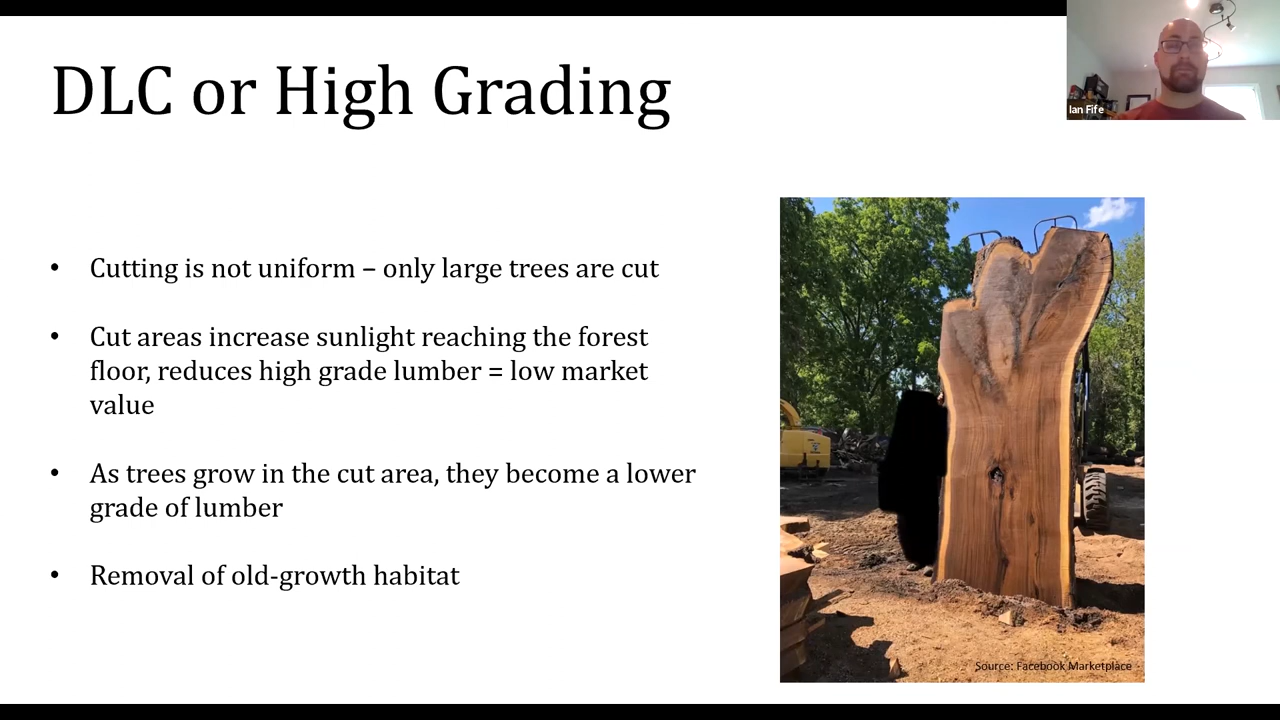 DLC or High Grading
Ian Fife
• Cutting is not uniform – only large trees are cut
• Cut areas increase sunlight reaching the forest
floor, reduces high grade lumber = low market
value
• As trees grow in the cut area, they become a lower
grade of lumber
• Removal of old-growth habitat
Source: Facebook Marketplace